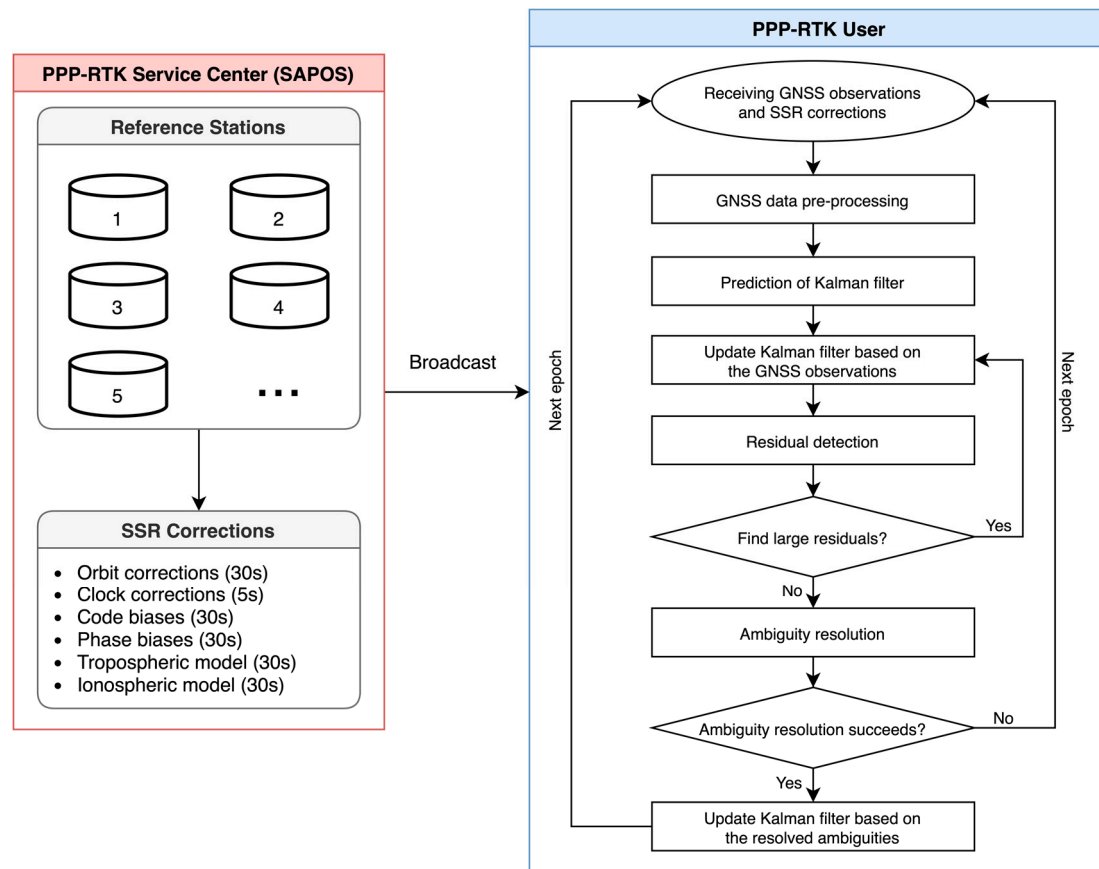 PPP-RTK Service Center (SAPOS)
Reference Stations
1
2
3
4
5
...
SSR Corrections
• Orbit corrections (30s)
• Clock corrections (5s)
• Code biases (30s)
• Phase biases (30s)
• Tropospheric model (30s)
• Ionospheric model (30s)
Broadcast
PPP-RTK User
Receiving GNSS observations
and SSR corrections
GNSS data pre-processing
Prediction of Kalman filter
Update Kalman filter based on
the GNSS observations
Residual detection
Find large residuals?
Yes
No
Ambiguity resolution
Ambiguity resolution succeeds?
No
Yes
Update Kalman filter based on
the resolved ambiguities
Next epoch
Next epoch